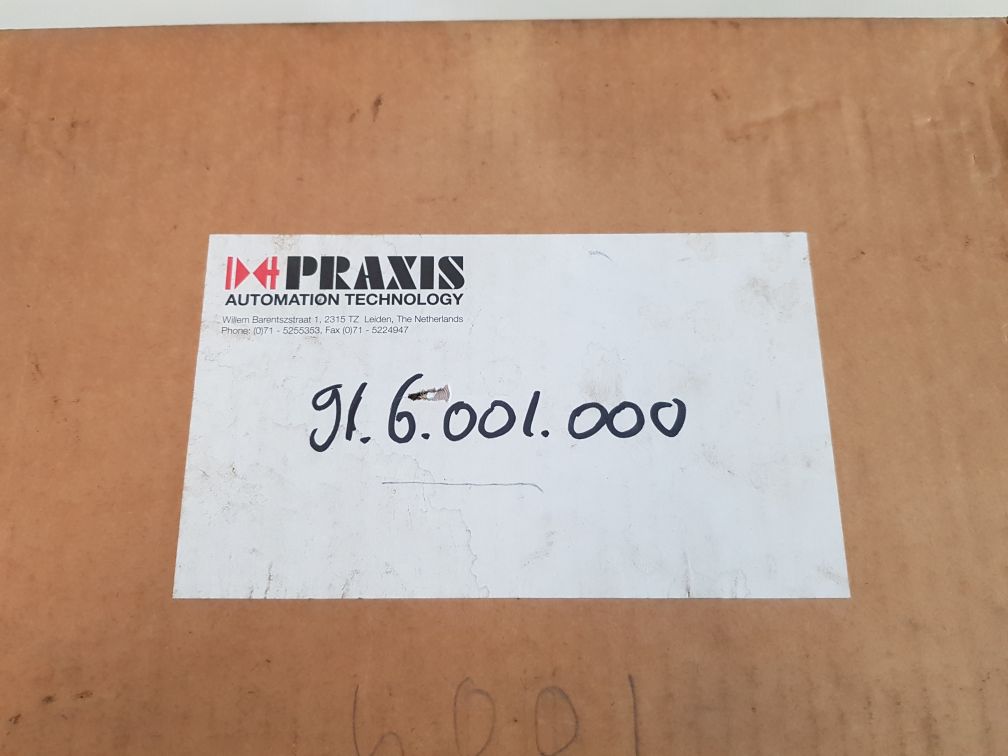 PRAXIS
AUTOMATION TECHNOLOGY
Willem Barentszstraat 1, 2315 TZ Leiden, The Netherlands
Phone: (0)71 - 5255353, Fax (0)71 - 5224947
91.6.001.000
6001